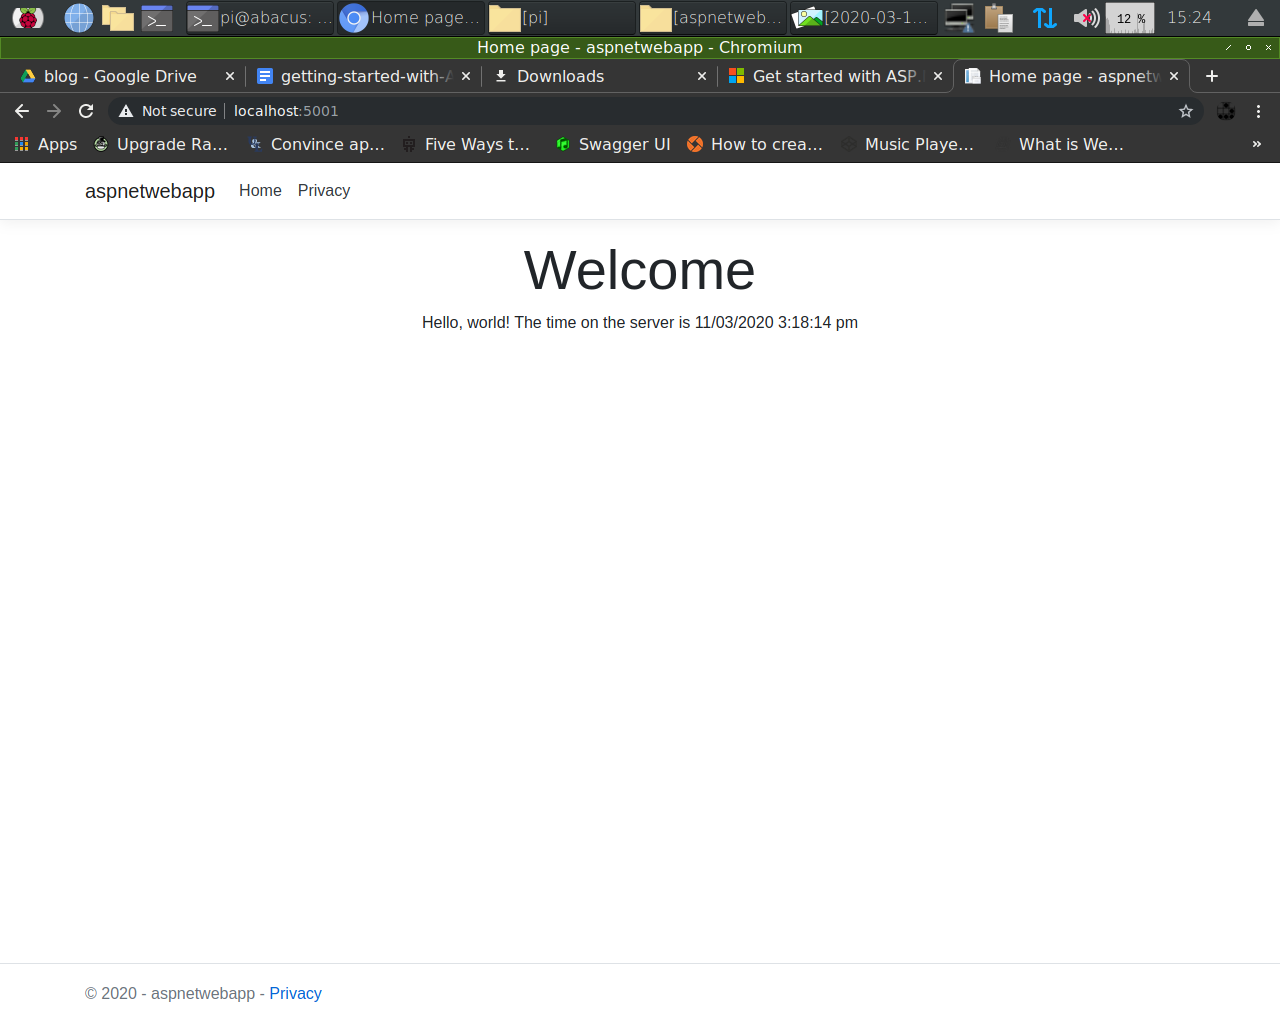 pi@abacus: ... Home page... [pi] [aspnetweb... [2020-03-1... 12 % 15:24
Home page - aspnetwebapp - Chromium
blog - Google Drive getting-started-with-A Downloads Get started with ASP. Home page - aspnetw
Not secure localhost:5001
Apps Upgrade Ra... Convince ap... Five Ways t... Swagger UI How to crea... Music Playe... What is We... »
aspnetwebapp Home Privacy
Welcome
Hello, world! The time on the server is 11/03/2020 3:18:14 pm
© 2020 - aspnetwebapp - Privacy